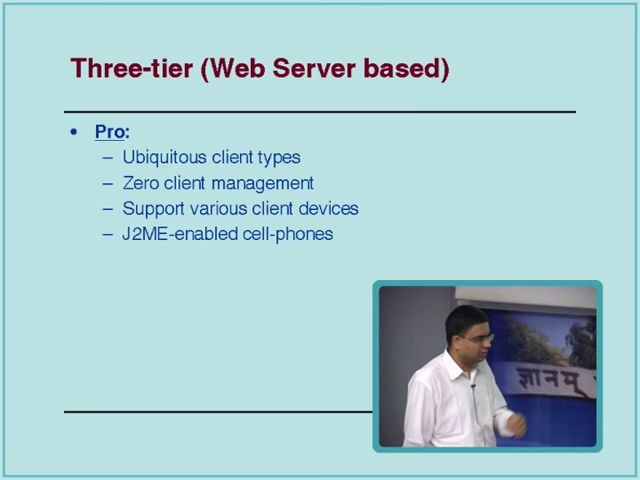 Three-tier (Web Server based)
• Pro:
– Ubiquitous client types
– Zero client management
– Support various client devices
– J2ME-enabled cell-phones
ज्ञानम्